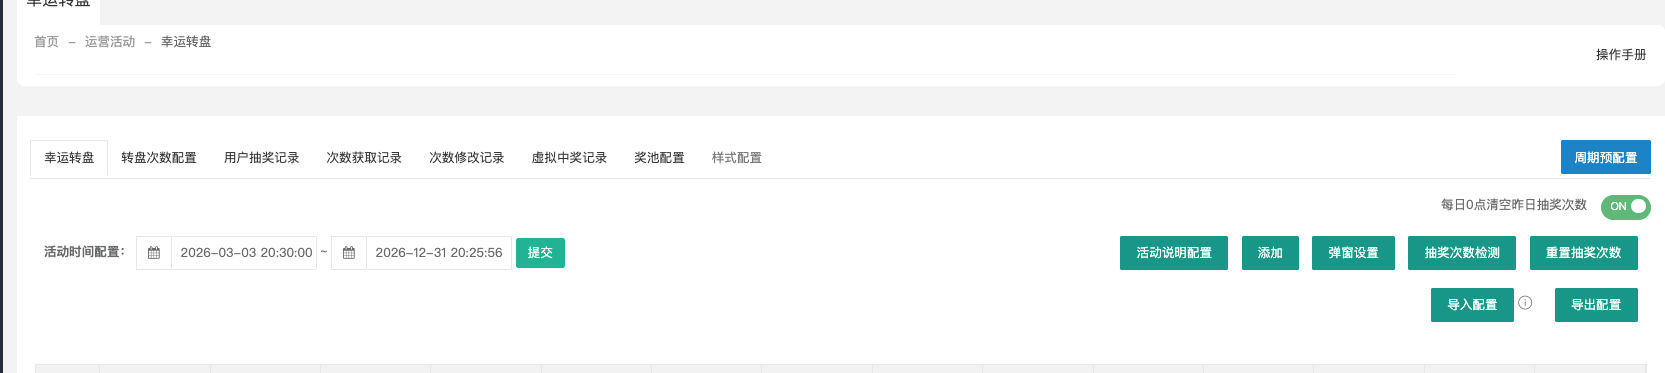 幸运转盘
首页 – 运营活动 – 幸运转盘
操作手册
幸运转盘 转盘次数配置 用户抽奖记录 次数获取记录 次数修改记录 虚拟中奖记录 奖池配置 样式配置 周期预配置
每日0点清空昨日抽奖次数 ON
活动时间配置： 2026-03-03 20:30:00 ~ 2026-12-31 20:25:56 提交 活动说明配置 添加 弹窗设置 抽奖次数检测 重置抽奖次数
导入配置 导出配置